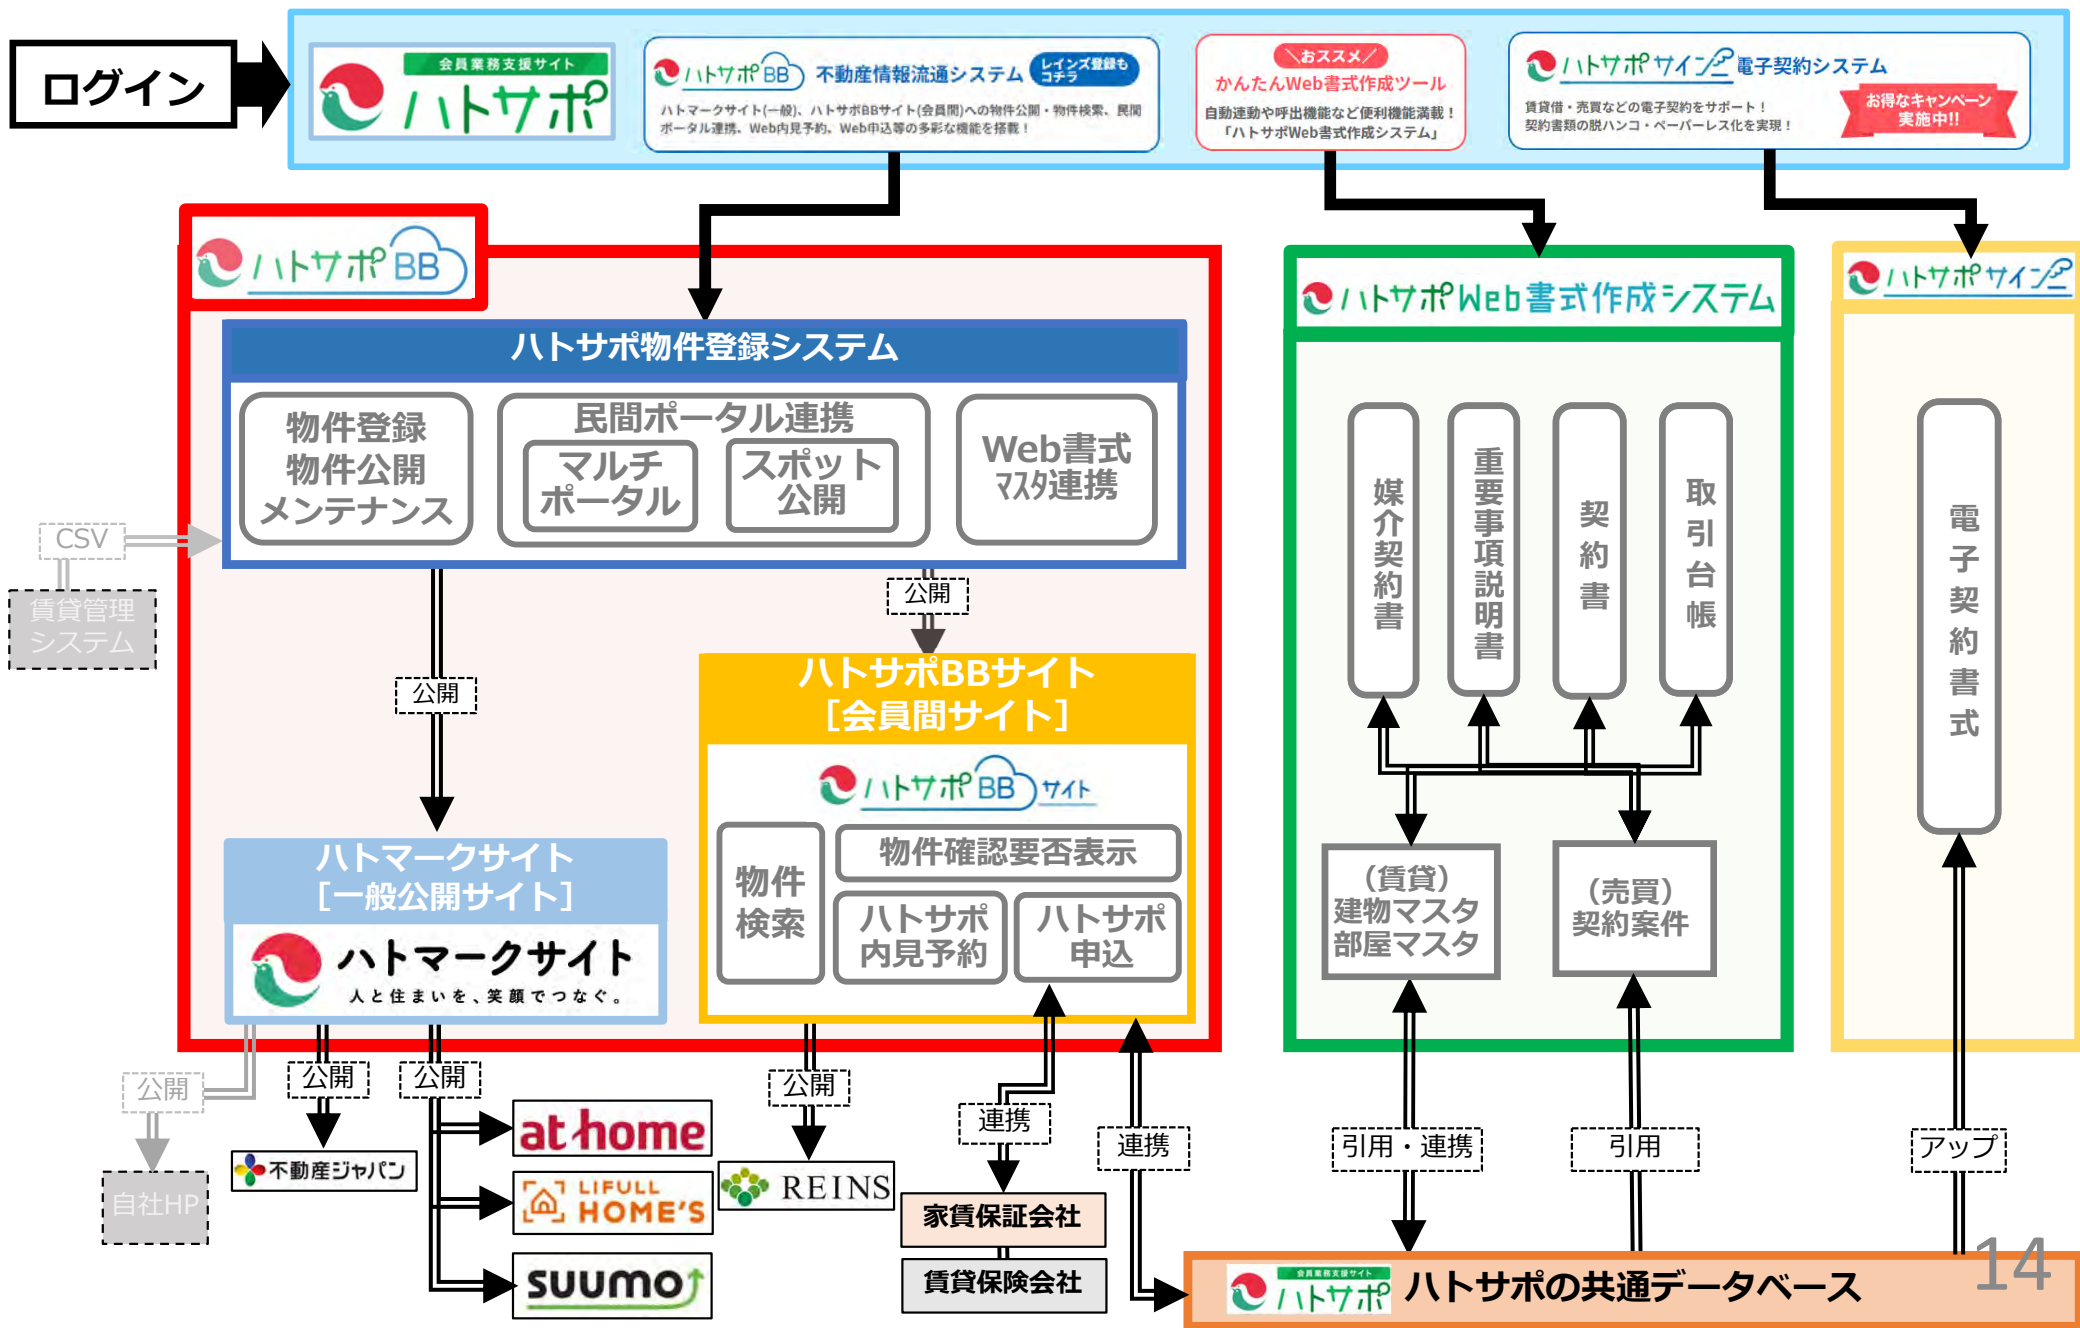 ログイン
会員業務支援サイト
ハトサポ
ハトサポBB 不動産情報流通システム
レインズ登録も
コチラ
ハトマークサイト(一般)、ハトサポBBサイト(会員間)への物件公開・物件検索、民間
ポータル連携、Web内見予約、Web申込等の多彩な機能を搭載！
＼おススメ／
かんたんWeb書式作成ツール
自動連動や呼出機能など便利機能満載！
「ハトサポWeb書式作成システム」
ハトサポサイン 電子契約システム
賃貸借・売買などの電子契約をサポート！
契約書類の脱ハンコ・ペーパーレス化を実現！
お得なキャンペーン
実施中!!
ハトサポBB
ハトサポ物件登録システム
物件登録
物件公開
メンテナンス
民間ポータル連携
マルチ
ポータル
スポット
公開
Web書式
ﾏｽﾀ連携
CSV
賃貸管理
システム
公開
公開
ハトサポBBサイト
［会員間サイト］
ハトサポBBサイト
物件
検索
物件確認要否表示
ハトサポ
内見予約
ハトサポ
申込
ハトマークサイト
［一般公開サイト］
ハトマークサイト
人と住まいを、笑顔でつなぐ。
ハトサポWeb書式作成システム
媒介契約書
重要事項説明書
契約書
取引台帳
（賃貸）
建物マスタ
部屋マスタ
（売買）
契約案件
ハトサポサイン
電子契約書式
公開
公開
公開
公開
連携
連携
引用・連携
引用
アップ
自社HP
不動産ジャパン
at home
LIFULL
HOME'S
SUUMO
REINS
家賃保証会社
賃貸保険会社
会員業務支援サイト
ハトサポ
ハトサポの共通データベース
14